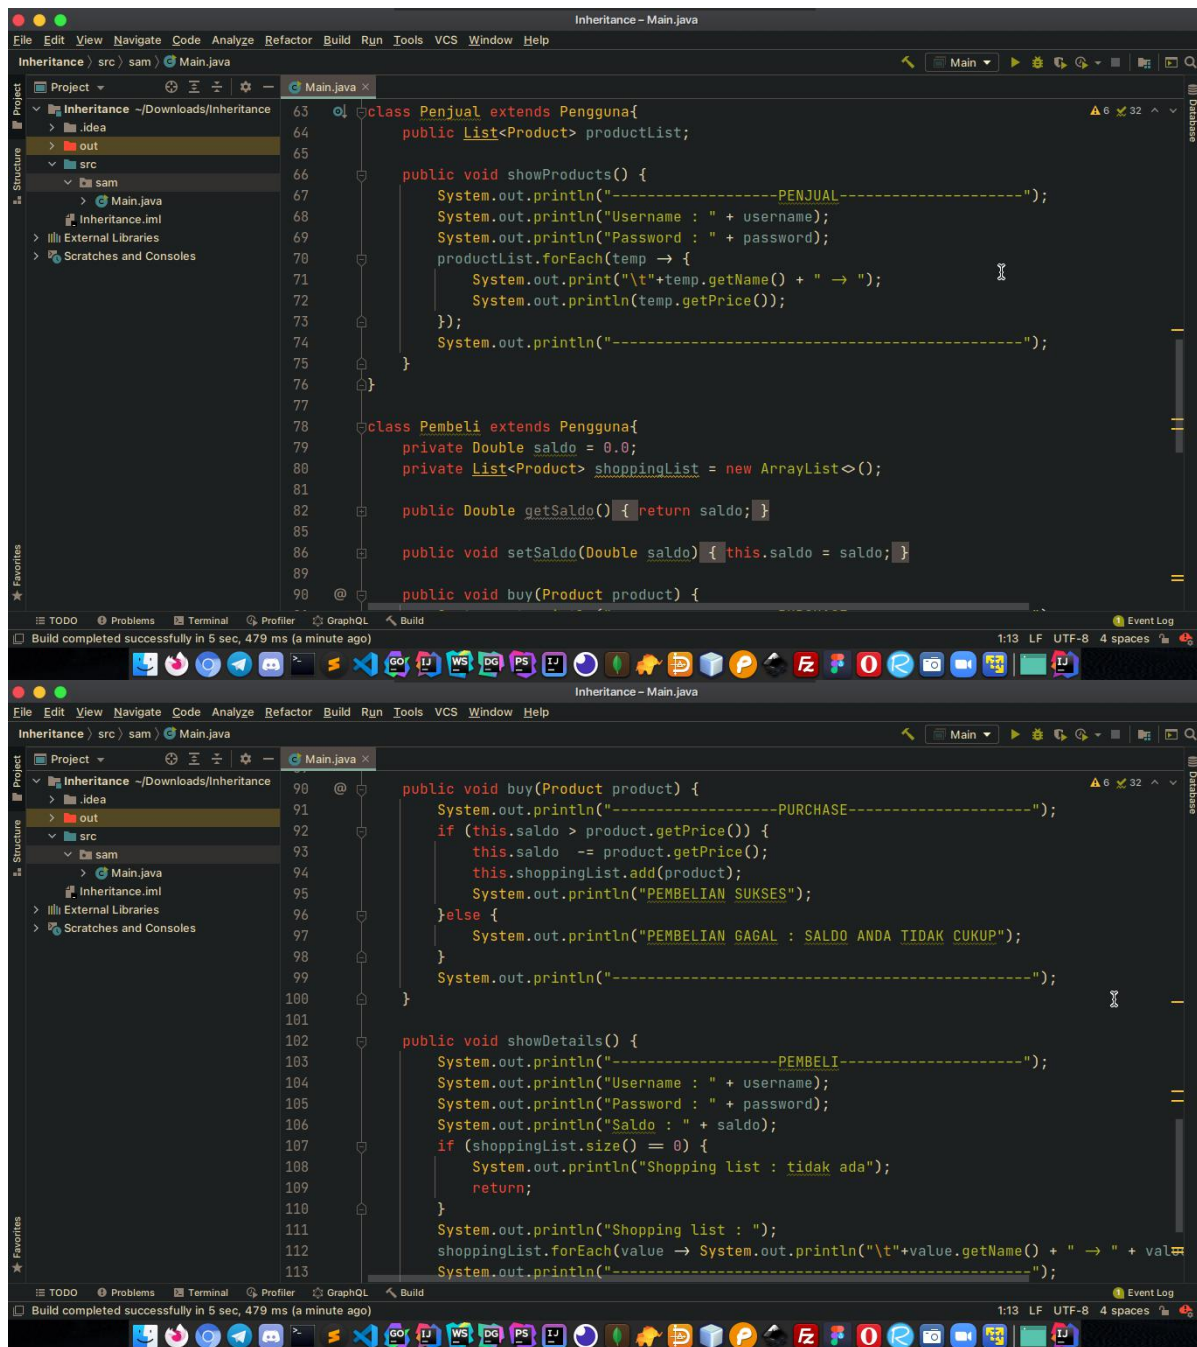 Inheritance – Main.java
File Edit View Navigate Code Analyze Refactor Build Run Tools VCS Window Help
Inheritance 〉 src 〉 sam 〉 Main.java
Main
Project
Main.java ×
Project
Structure
Favorites
Database
Inheritance ~/Downloads/Inheritance
.idea
out
src
sam
Main.java
Inheritance.iml
External Libraries
Scratches and Consoles
6 32
63 class Penjual extends Pengguna{
64 public List<Product> productList;
65
66 public void showProducts() {
67 System.out.println("-------------------PENJUAL---------------------");
68 System.out.println("Username : " + username);
69 System.out.println("Password : " + password);
70 productList.forEach(temp → {
71 System.out.print("\t"+temp.getName() + " → ");
72 System.out.println(temp.getPrice());
73 });
74 System.out.println("-----------------------------------------------");
75 }
76 }
77
78 class Pembeli extends Pengguna{
79 private Double saldo = 0.0;
80 private List<Product> shoppingList = new ArrayList<>();
81
82 public Double getSaldo() { return saldo; }
85
86 public void setSaldo(Double saldo) { this.saldo = saldo; }
89
90 @ public void buy(Product product) {
TODO Problems Terminal Profiler GraphQL Build 1 Event Log
Build completed successfully in 5 sec, 479 ms (a minute ago) 1:13 LF UTF-8 4 spaces
Inheritance – Main.java
File Edit View Navigate Code Analyze Refactor Build Run Tools VCS Window Help
Inheritance 〉 src 〉 sam 〉 Main.java
Main
Project
Main.java ×
Project
Structure
Favorites
Database
Inheritance ~/Downloads/Inheritance
.idea
out
src
sam
Main.java
Inheritance.iml
External Libraries
Scratches and Consoles
6 32
90 @ public void buy(Product product) {
91 System.out.println("-------------------PURCHASE---------------------");
92 if (this.saldo > product.getPrice()) {
93 this.saldo -= product.getPrice();
94 this.shoppingList.add(product);
95 System.out.println("PEMBELIAN SUKSES");
96 }else {
97 System.out.println("PEMBELIAN GAGAL : SALDO ANDA TIDAK CUKUP");
98 }
99 System.out.println("------------------------------------------------");
100 }
101
102 public void showDetails() {
103 System.out.println("-------------------PEMBELI---------------------");
104 System.out.println("Username : " + username);
105 System.out.println("Password : " + password);
106 System.out.println("Saldo : " + saldo);
107 if (shoppingList.size() == 0) {
108 System.out.println("Shopping list : tidak ada");
109 return;
110 }
111 System.out.println("Shopping list : ");
112 shoppingList.forEach(value → System.out.println("\t"+value.getName() + " → " + val
113 System.out.println("------------------------------------------------");
TODO Problems Terminal Profiler GraphQL Build 1 Event Log
Build completed successfully in 5 sec, 479 ms (a minute ago) 1:13 LF UTF-8 4 spaces